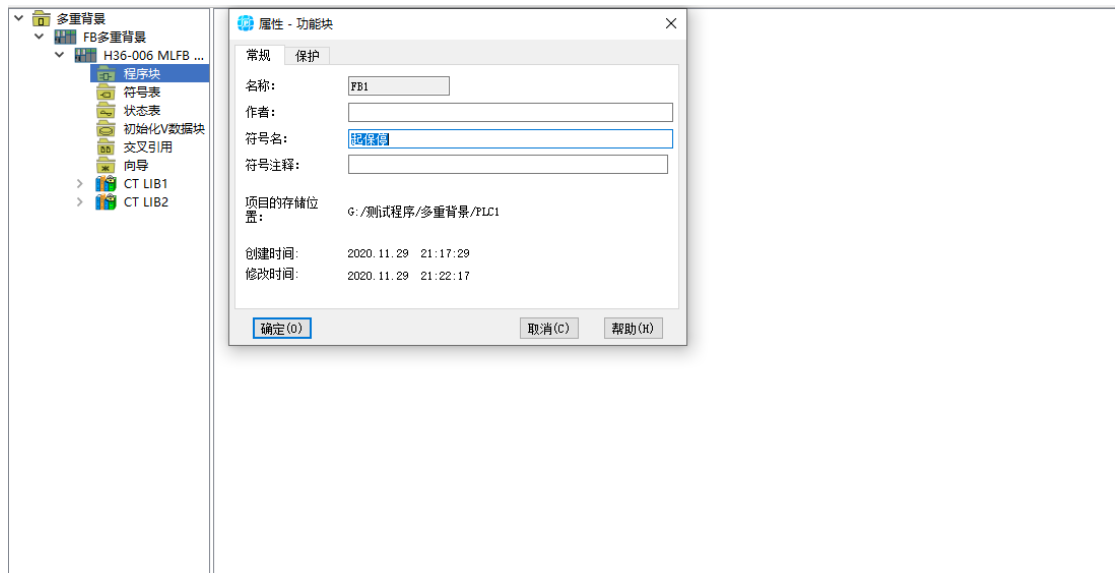 多重背景
FB多重背景
H36-006 MLFB ...
程序块
符号表
状态表
初始化V数据块
交叉引用
向导
CT LIB1
CT LIB2
属性 - 功能块
常规 保护
名称: FB1
作者:
符号名: 起保停
符号注释:
项目的存储位
置: G:/测试程序/多重背景/PLC1
创建时间: 2020.11.29 21:17:29
修改时间: 2020.11.29 21:22:17
确定(O) 取消(C) 帮助(H)